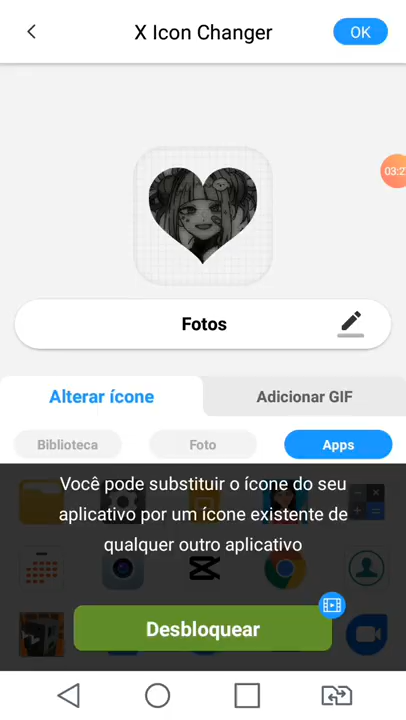 X Icon Changer
OK
03:2
Fotos
Alterar ícone
Adicionar GIF
Biblioteca
Foto
Apps
Você pode substituir o ícone do seu
aplicativo por um ícone existente de
qualquer outro aplicativo
Desbloquear